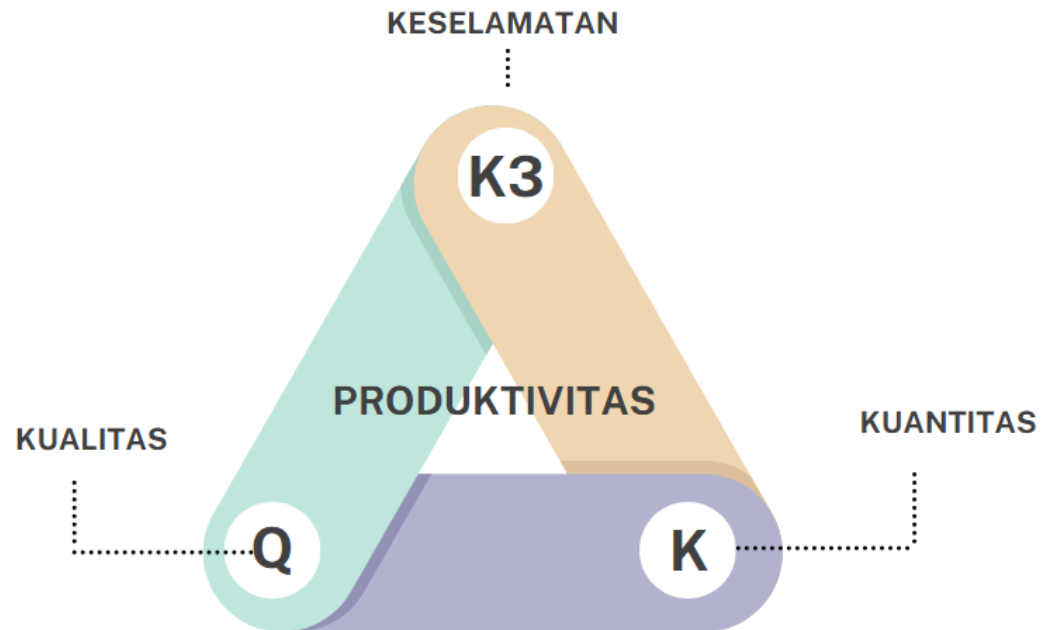 KESELAMATAN
K3
PRODUKTIVITAS
KUALITAS
KUANTITAS
Q
K